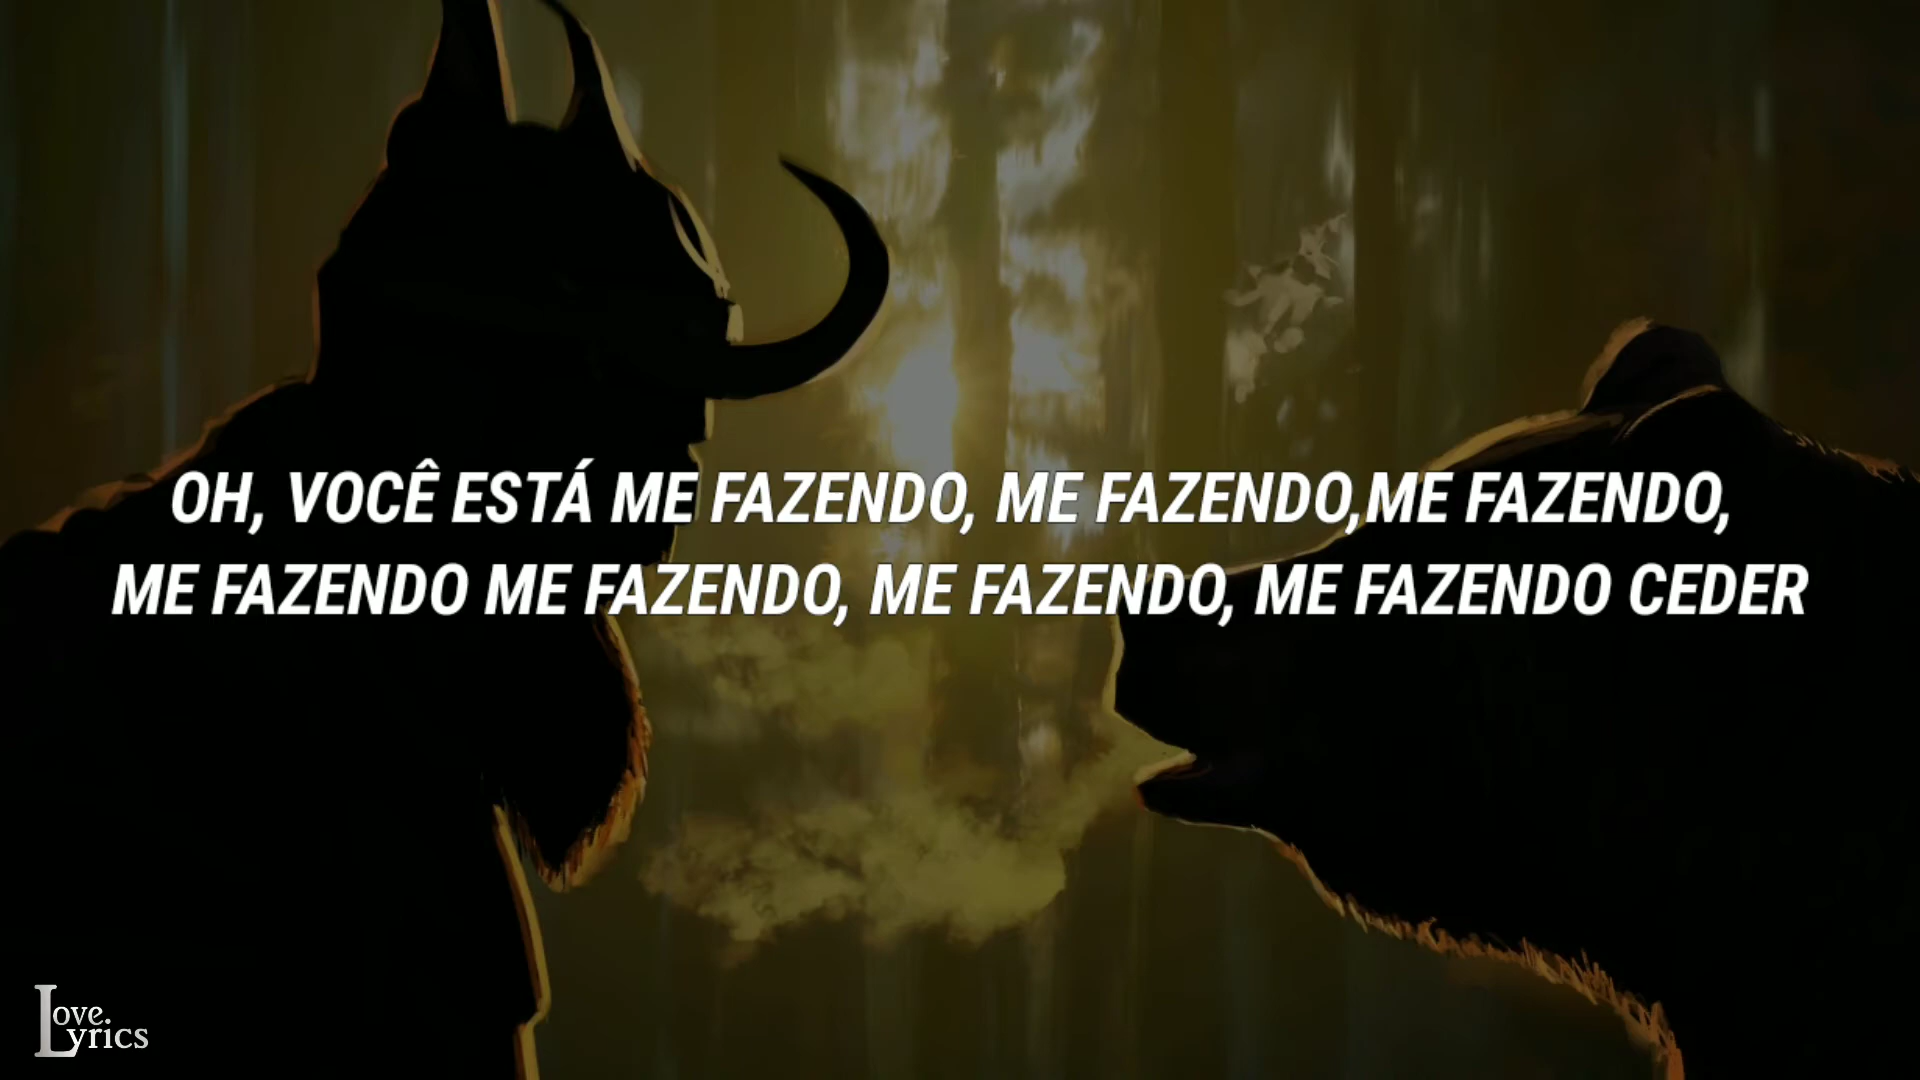 OH, VOCÊ ESTÁ ME FAZENDO, ME FAZENDO,ME FAZENDO,
ME FAZENDO ME FAZENDO, ME FAZENDO, ME FAZENDO CEDER
Love.
Lyrics